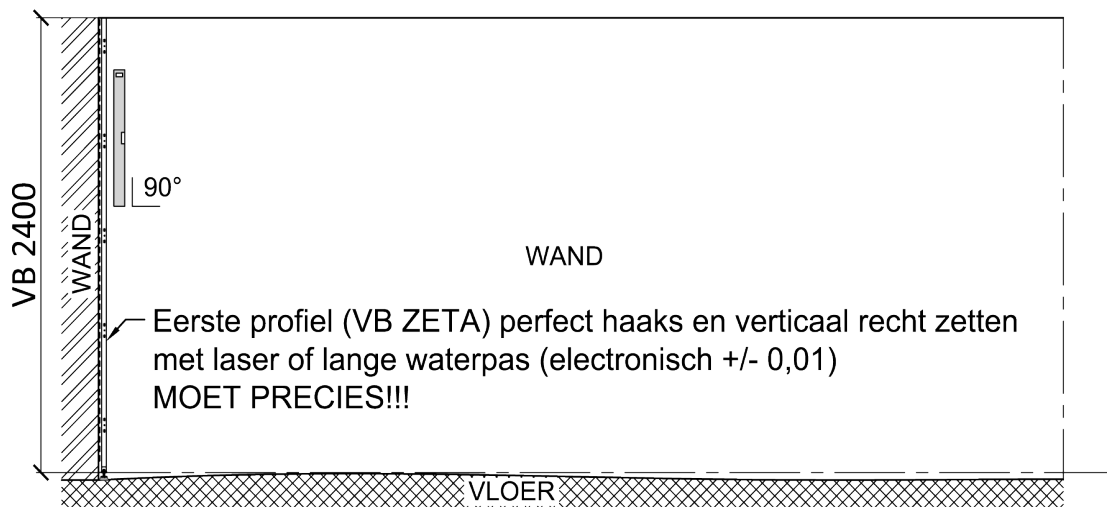 VB 2400
WAND
90°
WAND
Eerste profiel (VB ZETA) perfect haaks en verticaal recht zetten
met laser of lange waterpas (electronisch +/- 0,01)
MOET PRECIES!!!
VLOER